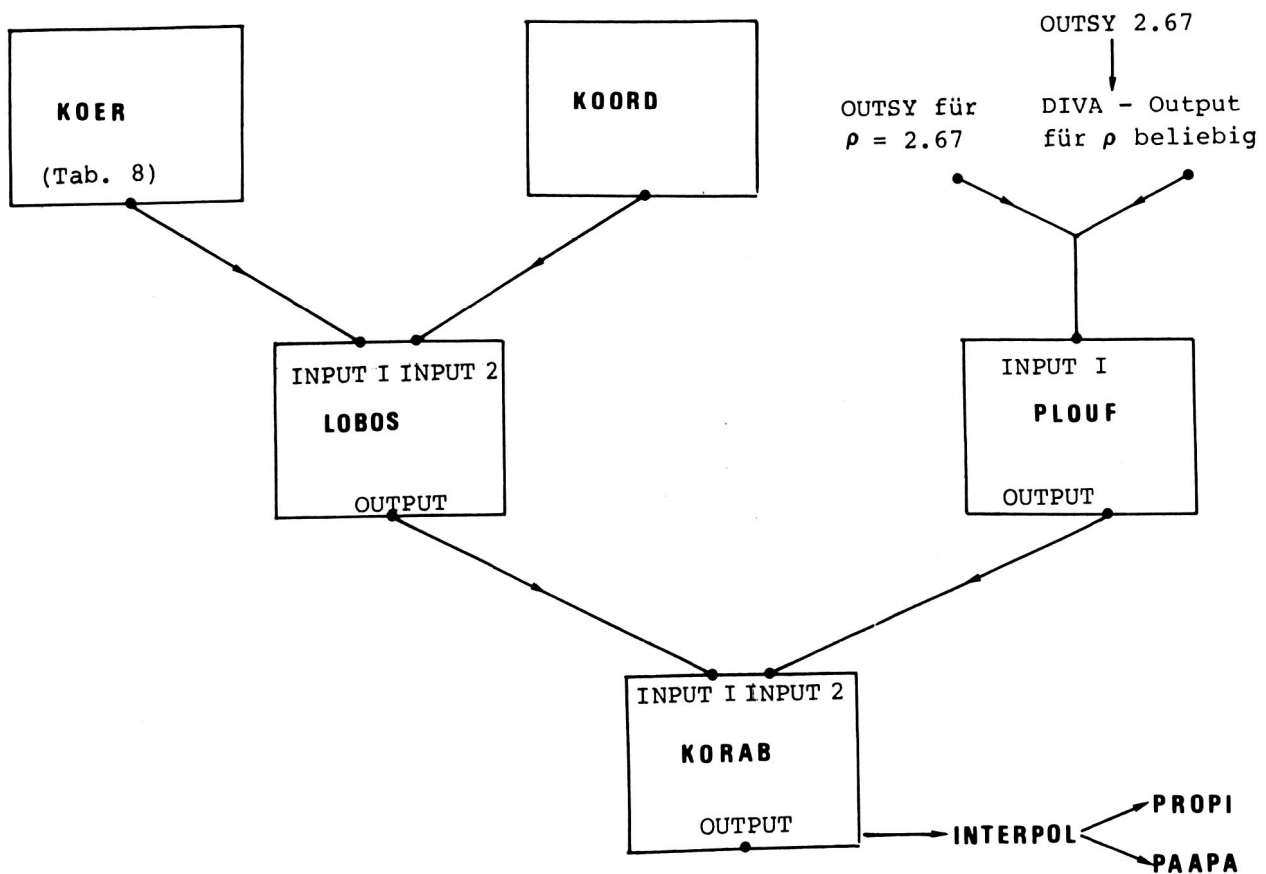 KOER
(Tab. 8)
KOORD
OUTSY 2.67
OUTSY für
ρ = 2.67
DIVA - Output
für ρ beliebig
INPUT I INPUT 2
LOBOS
OUTPUT
INPUT I
PLOUF
OUTPUT
INPUT I INPUT 2
KORAB
OUTPUT
INTERPOL
PROPI
PAAPA